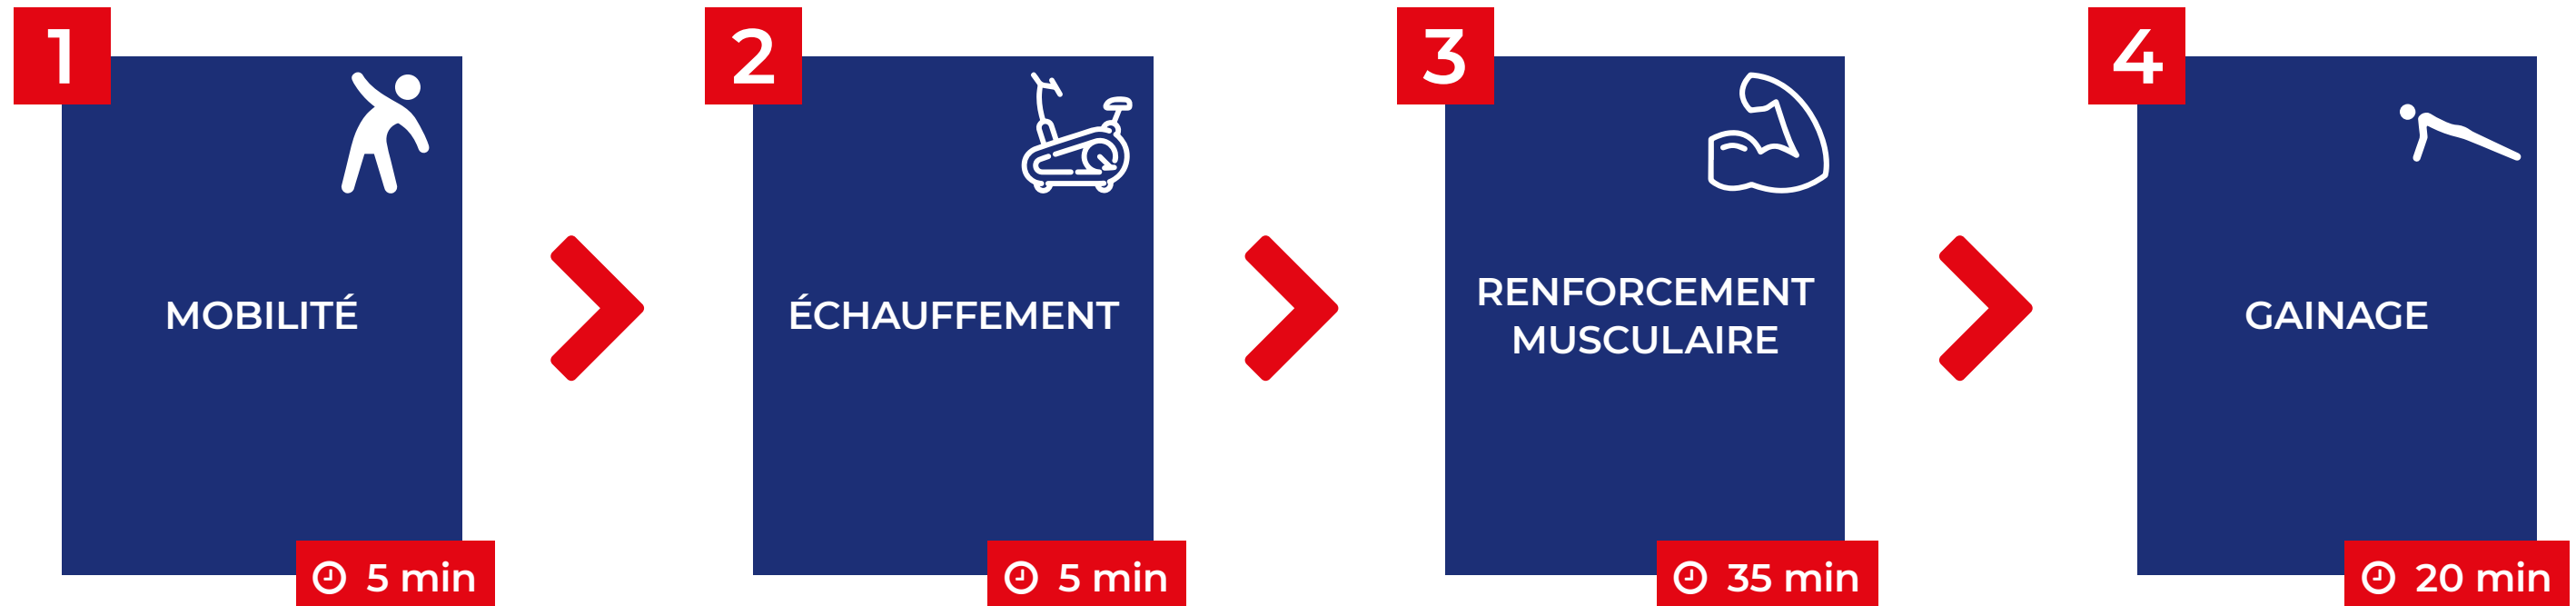 1
MOBILITÉ
5 min
2
ÉCHAUFFEMENT
5 min
3
RENFORCEMENT
MUSCULAIRE
35 min
4
GAINAGE
20 min